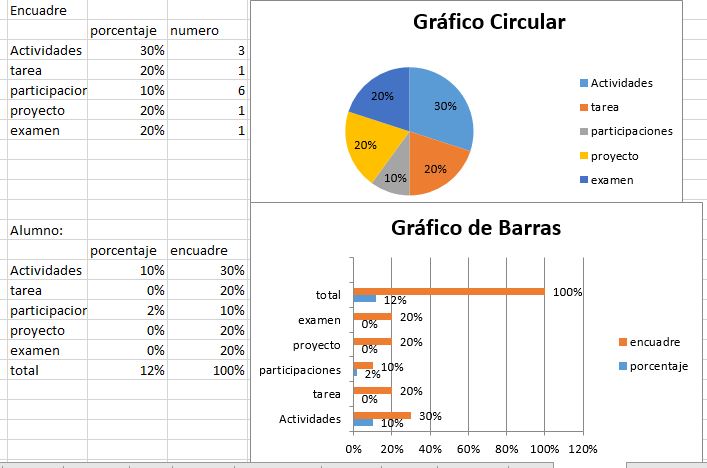 Encuadre
porcentaje numero
Actividades 30% 3
tarea 20% 1
participacior 10% 6
proyecto 20% 1
examen 20% 1
Alumno:
porcentaje encuadre
Actividades 10% 30%
tarea 0% 20%
participacior 2% 10%
proyecto 0% 20%
examen 0% 20%
total 12% 100%
Gráfico Circular
20% 30%
20% 20%
10%
Actividades
tarea
participaciones
proyecto
examen
Gráfico de Barras
total 100%
12%
examen 20%
0%
proyecto 20%
0%
participaciones 10%
2%
tarea 20%
0%
Actividades 30%
10%
0% 20% 40% 60% 80% 100% 120%
encuadre
porcentaje